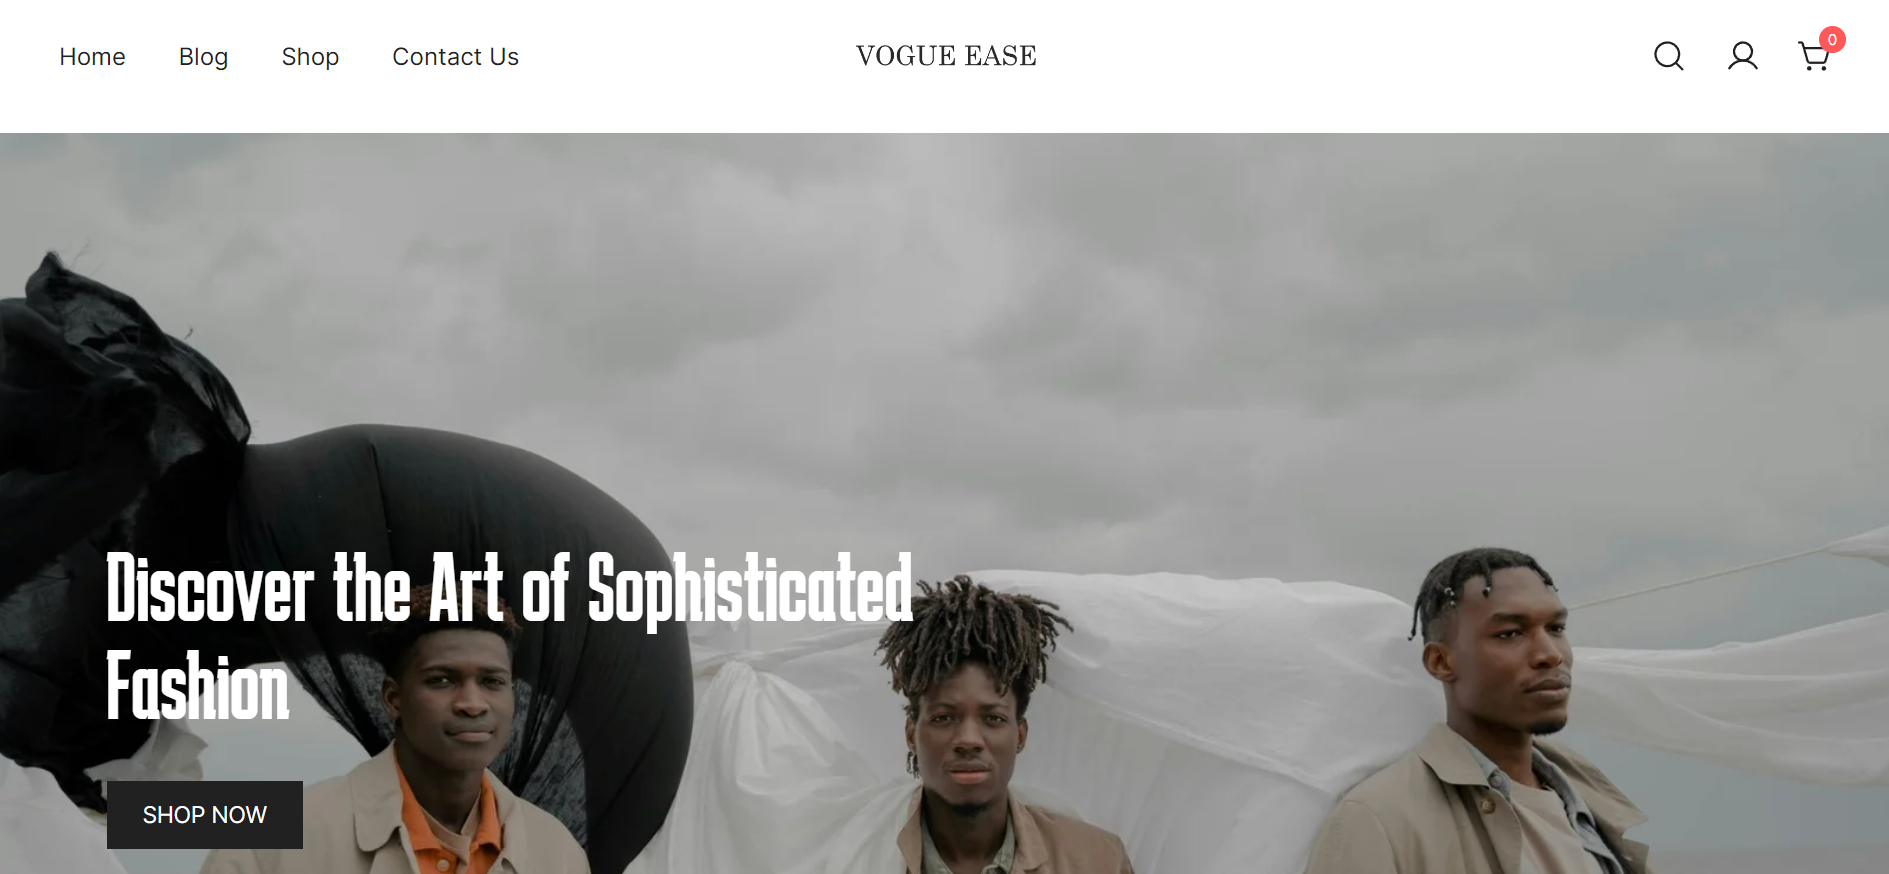 Home Blog Shop Contact Us VOGUE EASE 0
Discover the Art of Sophisticated
Fashion
SHOP NOW